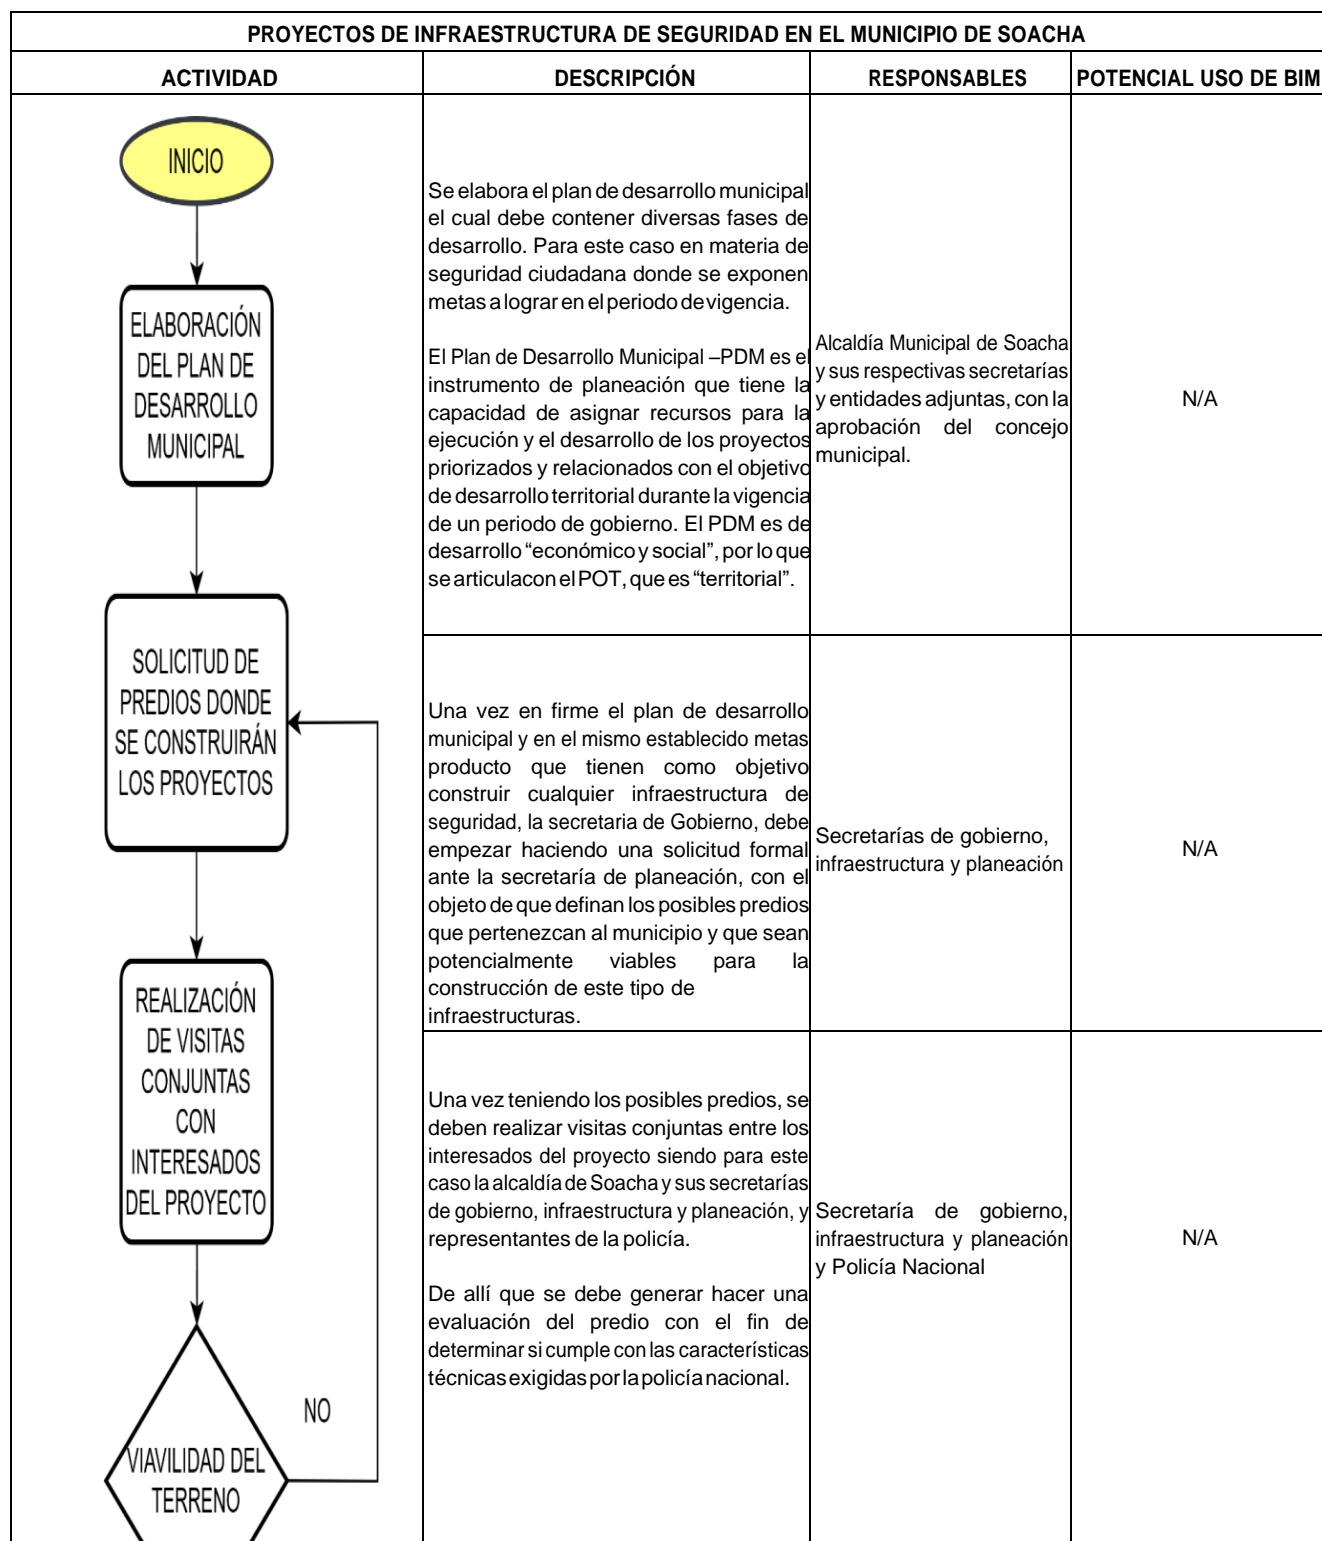 PROYECTOS DE INFRAESTRUCTURA DE SEGURIDAD EN EL MUNICIPIO DE SOACHA
ACTIVIDAD
DESCRIPCIÓN
RESPONSABLES
POTENCIAL USO DE BIM
INICIO
ELABORACIÓN
DEL PLAN DE
DESARROLLO
MUNICIPAL
Se elabora el plan de desarrollo municipal
el cual debe contener diversas fases de
desarrollo. Para este caso en materia de
seguridad ciudadana donde se exponen
metas a lograr en el periodo de vigencia.
El Plan de Desarrollo Municipal –PDM es el
instrumento de planeación que tiene la
capacidad de asignar recursos para la
ejecución y el desarrollo de los proyectos
priorizados y relacionados con el objetivo
de desarrollo territorial durante la vigencia
de un periodo de gobierno. El PDM es de
desarrollo “económico y social”, por lo que
se articulacon el POT, que es “territorial”.
Alcaldía Municipal de Soacha
y sus respectivas secretarías
y entidades adjuntas, con la
aprobación del concejo
municipal.
N/A
SOLICITUD DE
PREDIOS DONDE
SE CONSTRUIRÁN
LOS PROYECTOS
Una vez en firme el plan de desarrollo
municipal y en el mismo establecido metas
producto que tienen como objetivo
construir cualquier infraestructura de
seguridad, la secretaria de Gobierno, debe
empezar haciendo una solicitud formal
ante la secretaría de planeación, con el
objeto de que definan los posibles predios
que pertenezcan al municipio y que sean
potencialmente viables para la
construcción de este tipo de
infraestructuras.
Secretarías de gobierno,
infraestructura y planeación
N/A
REALIZACIÓN
DE VISITAS
CONJUNTAS
CON
INTERESADOS
DEL PROYECTO
Una vez teniendo los posibles predios, se
deben realizar visitas conjuntas entre los
interesados del proyecto siendo para este
caso la alcaldía de Soacha y sus secretarías
de gobierno, infraestructura y planeación, y
representantes de la policía.
De allí que se debe generar hacer una
evaluación del predio con el fin de
determinar si cumple con las características
técnicas exigidas por la policía nacional.
Secretaría de gobierno,
infraestructura y planeación
y Policía Nacional
N/A
NO
VIAVILIDAD DEL
TERRENO